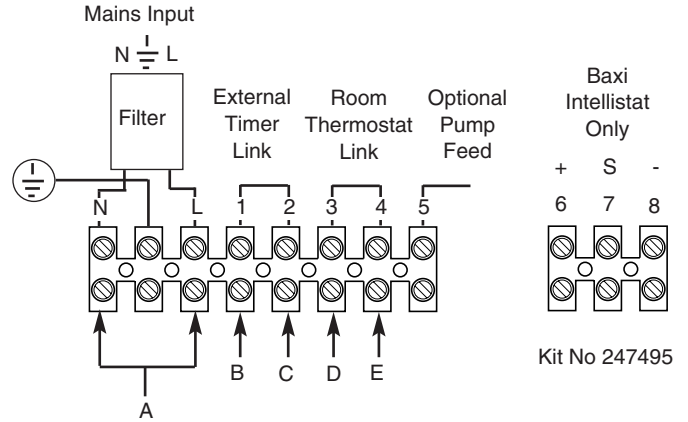 Mains Input
N L
Filter
External
Timer
Link
Room
Thermostat
Link
Optional
Pump
Feed
Baxi
Intellistat
Only
+ S -
6 7 8
N L 1 2 3 4 5
B C D E
A
Kit No 247495